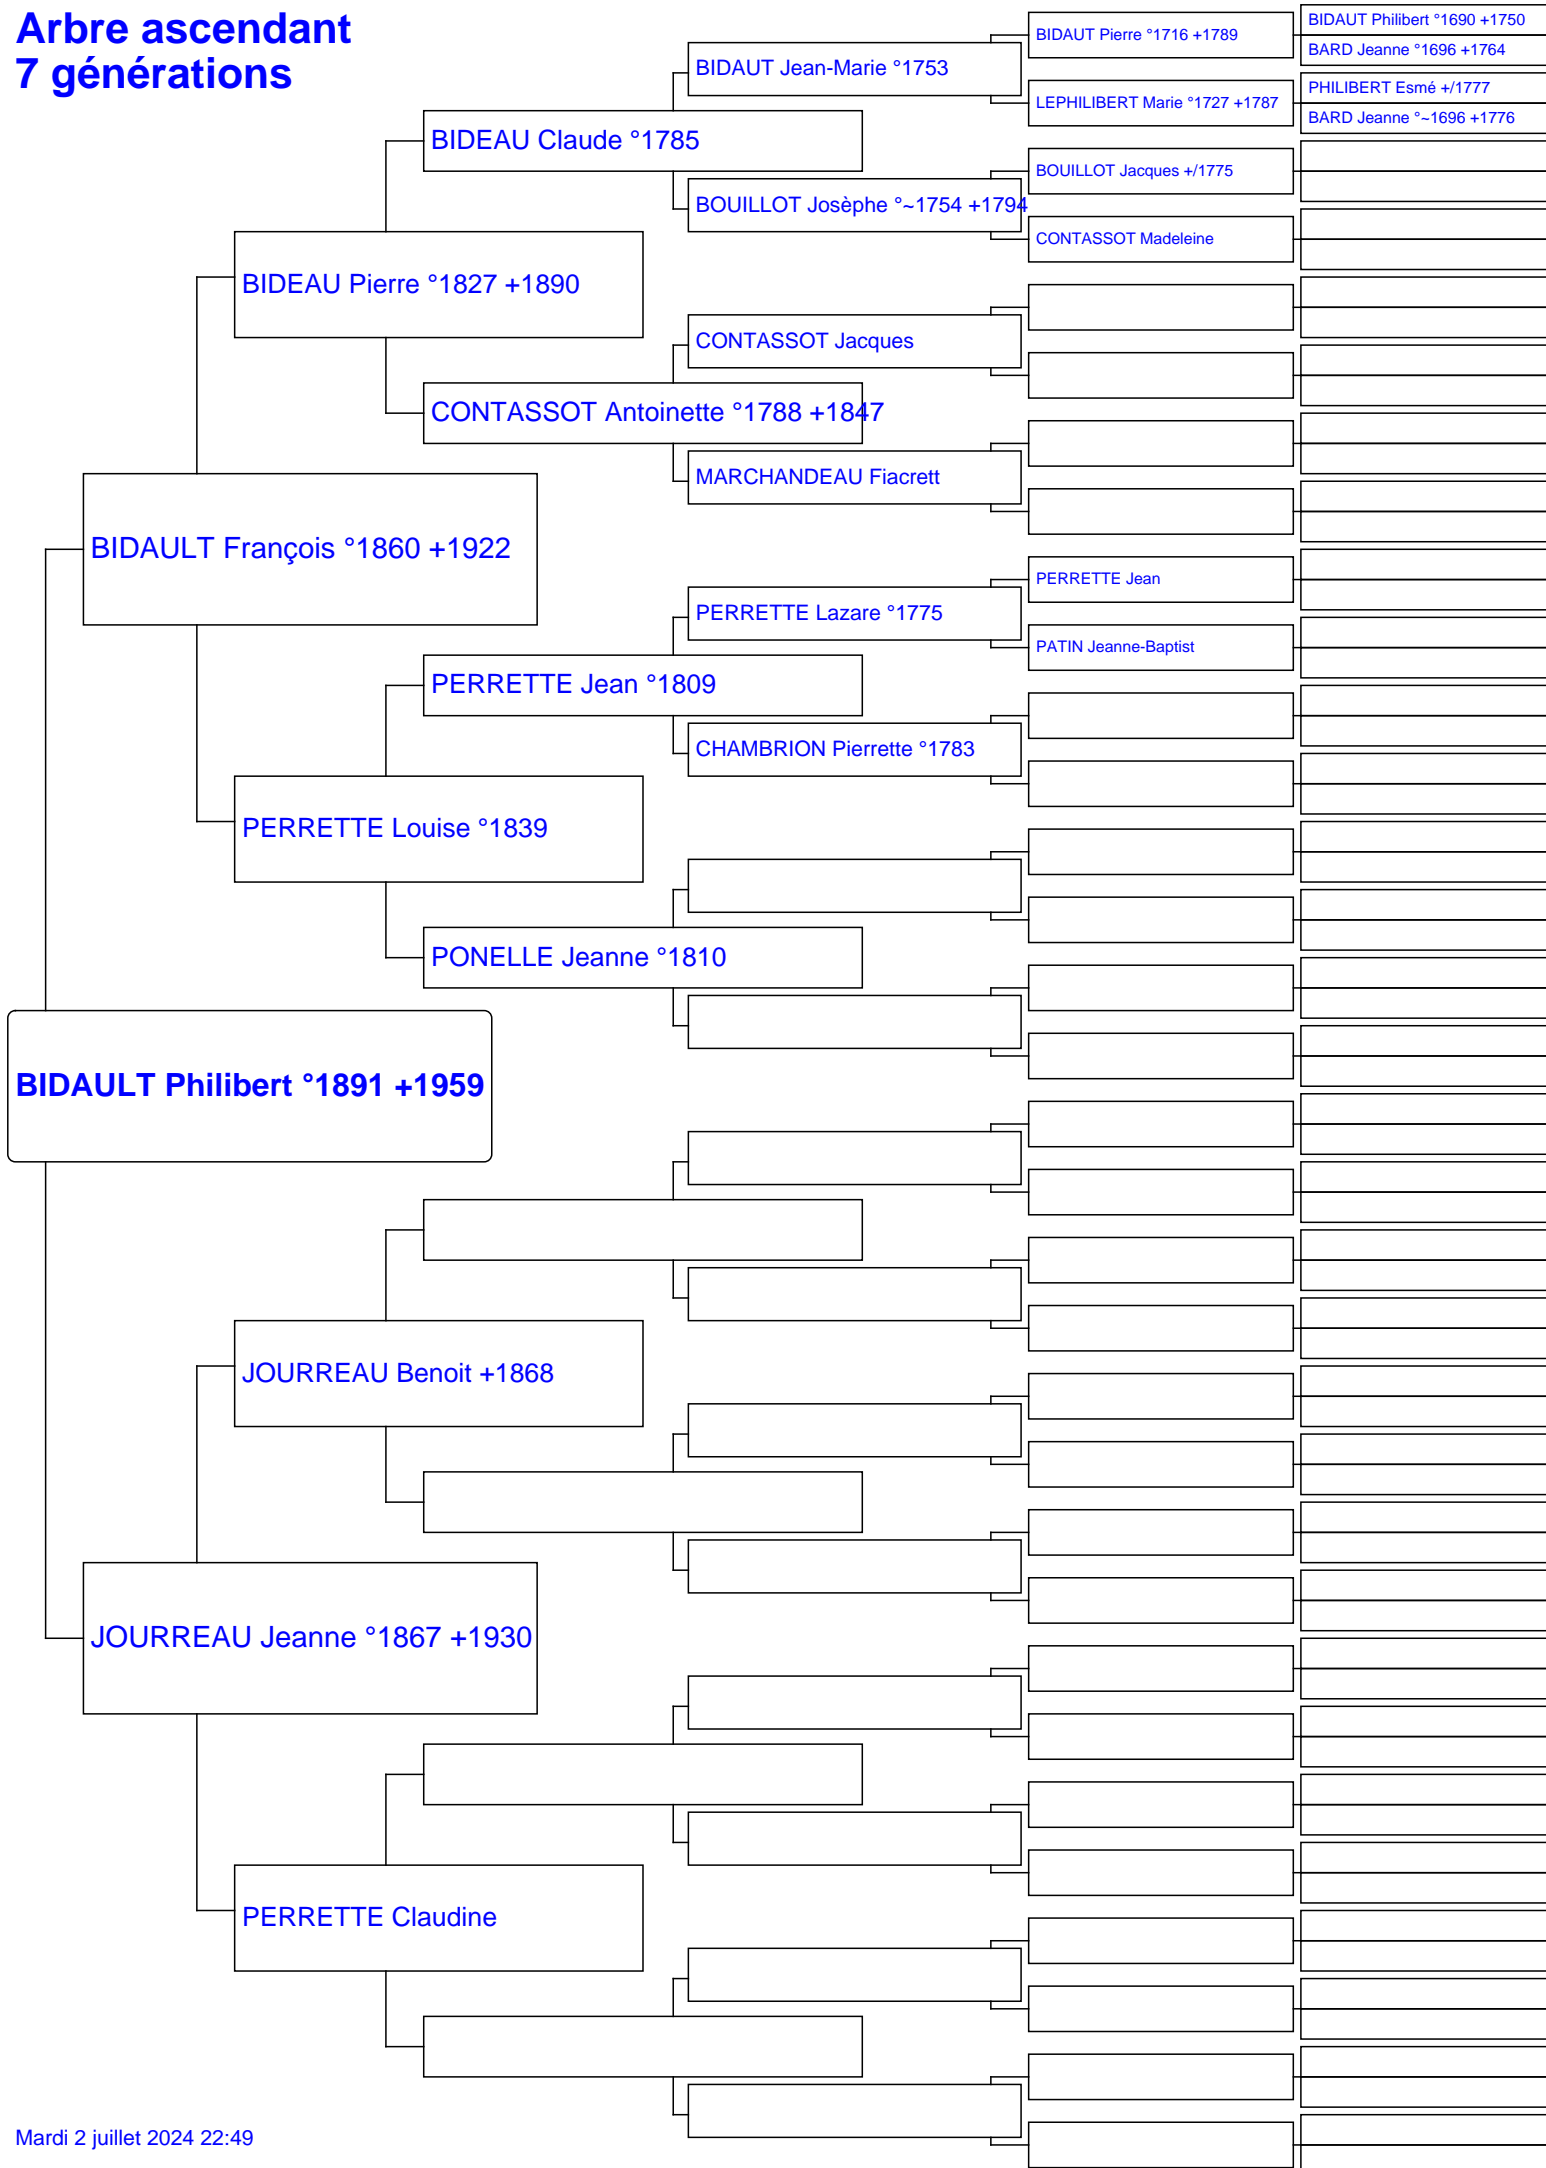 Arbre ascendant
7 générations
BIDAUT Philibert °1690 +1750
BIDAUT Pierre °1716 +1789
BARD Jeanne °1696 +1764
BIDAUT Jean-Marie °1753
PHILIBERT Esmé +/1777
LEPHILIBERT Marie °1727 +1787
BARD Jeanne °~1696 +1776
BIDEAU Claude °1785
BOUILLOT Jacques +/1775
BOUILLOT Josèphe °~1754 +1794
CONTASSOT Madeleine
BIDEAU Pierre °1827 +1890
CONTASSOT Jacques
CONTASSOT Antoinette °1788 +1847
MARCHANDEAU Fiacrett
BIDAULT François °1860 +1922
PERRETTE Jean
PERRETTE Lazare °1775
PATIN Jeanne-Baptist
PERRETTE Jean °1809
CHAMBRION Pierrette °1783
PERRETTE Louise °1839
PONELLE Jeanne °1810
BIDAULT Philibert °1891 +1959
JOURREAU Benoit +1868
JOURREAU Jeanne °1867 +1930
PERRETTE Claudine
Mardi 2 juillet 2024 22:49